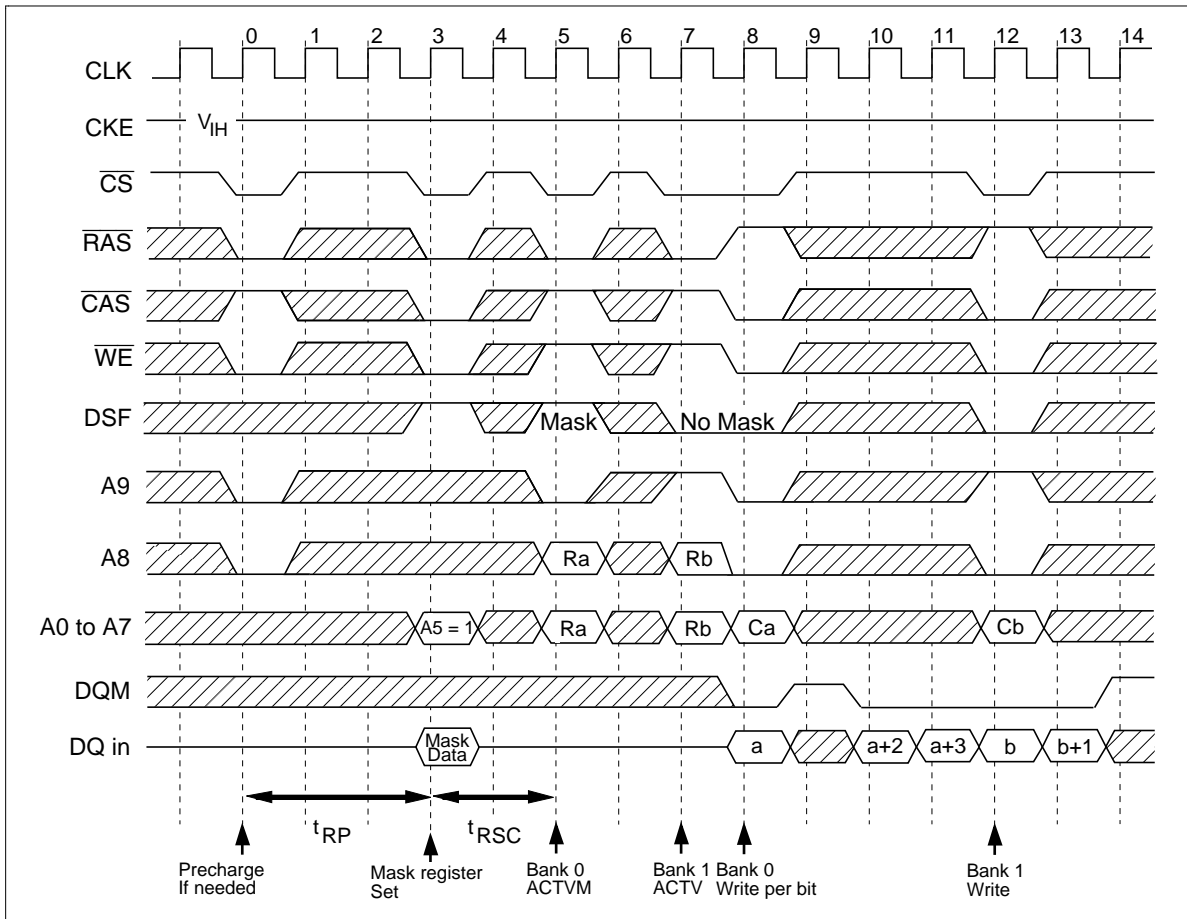 0 1 2 3 4 5 6 7 8 9 10 11 12 13 14
CLK
CKE VIH
CS
RAS
CAS
WE
DSF Mask No Mask
A9
A8 Ra Rb
A0 to A7 A5 = 1 Ra Rb Ca Cb
DQM
DQ in Mask Data a a+2 a+3 b b+1
tRP tRSC
Precharge
If needed
Mask register
Set
Bank 0
ACTVM
Bank 1
ACTV
Bank 0
Write per bit
Bank 1
Write